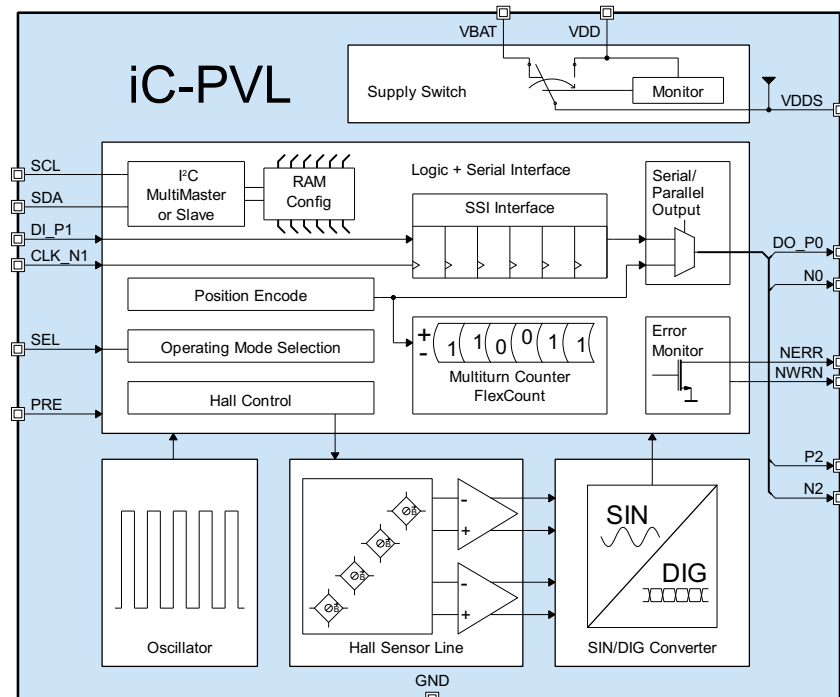 VBAT
VDD
iC-PVL
Supply Switch
Monitor
VDDS
SCL
SDA
DI_P1
CLK_N1
SEL
PRE
I²C
MultiMaster
or Slave
RAM
Config
Logic + Serial Interface
SSI Interface
Serial/
Parallel
Output
DO_P0
N0
Position Encode
Operating Mode Selection
Hall Control
+
-
1 1 0 0 1 1
Multiturn Counter
FlexCount
Error
Monitor
NERR
NWRN
P2
N2
Oscillator
-
+
-
+
Hall Sensor Line
SIN
DIG
SIN/DIG Converter
GND